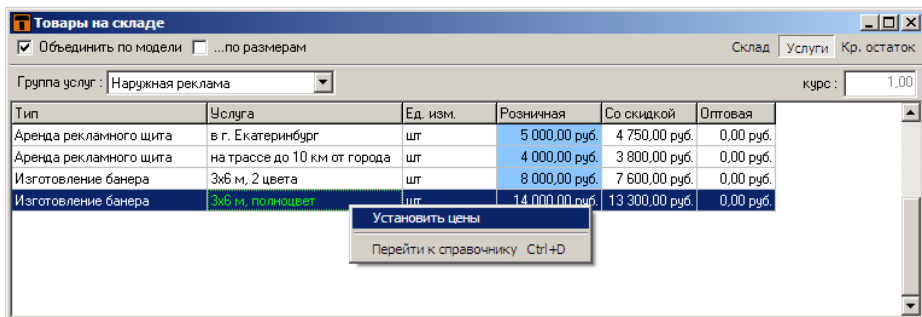 Товары на складе
Объединить по модели ...по размерам Склад Услуги Кр. остаток
Группа услуг : Наружная реклама курс : 1,00
Тип Услуга Ед. изм. Розничная Со скидкой Оптовая
Аренда рекламного щита в г. Екатеринбург шт 5 000,00 руб. 4 750,00 руб. 0,00 руб.
Аренда рекламного щита на трассе до 10 км от города шт 4 000,00 руб. 3 800,00 руб. 0,00 руб.
Изготовление банера 3х6 м, 2 цвета шт 8 000,00 руб. 7 600,00 руб. 0,00 руб.
Изготовление банера 3х6 м, полноцвет шт 14 000,00 руб. 13 300,00 руб. 0,00 руб.
Установить цены
Перейти к справочнику Ctrl+D